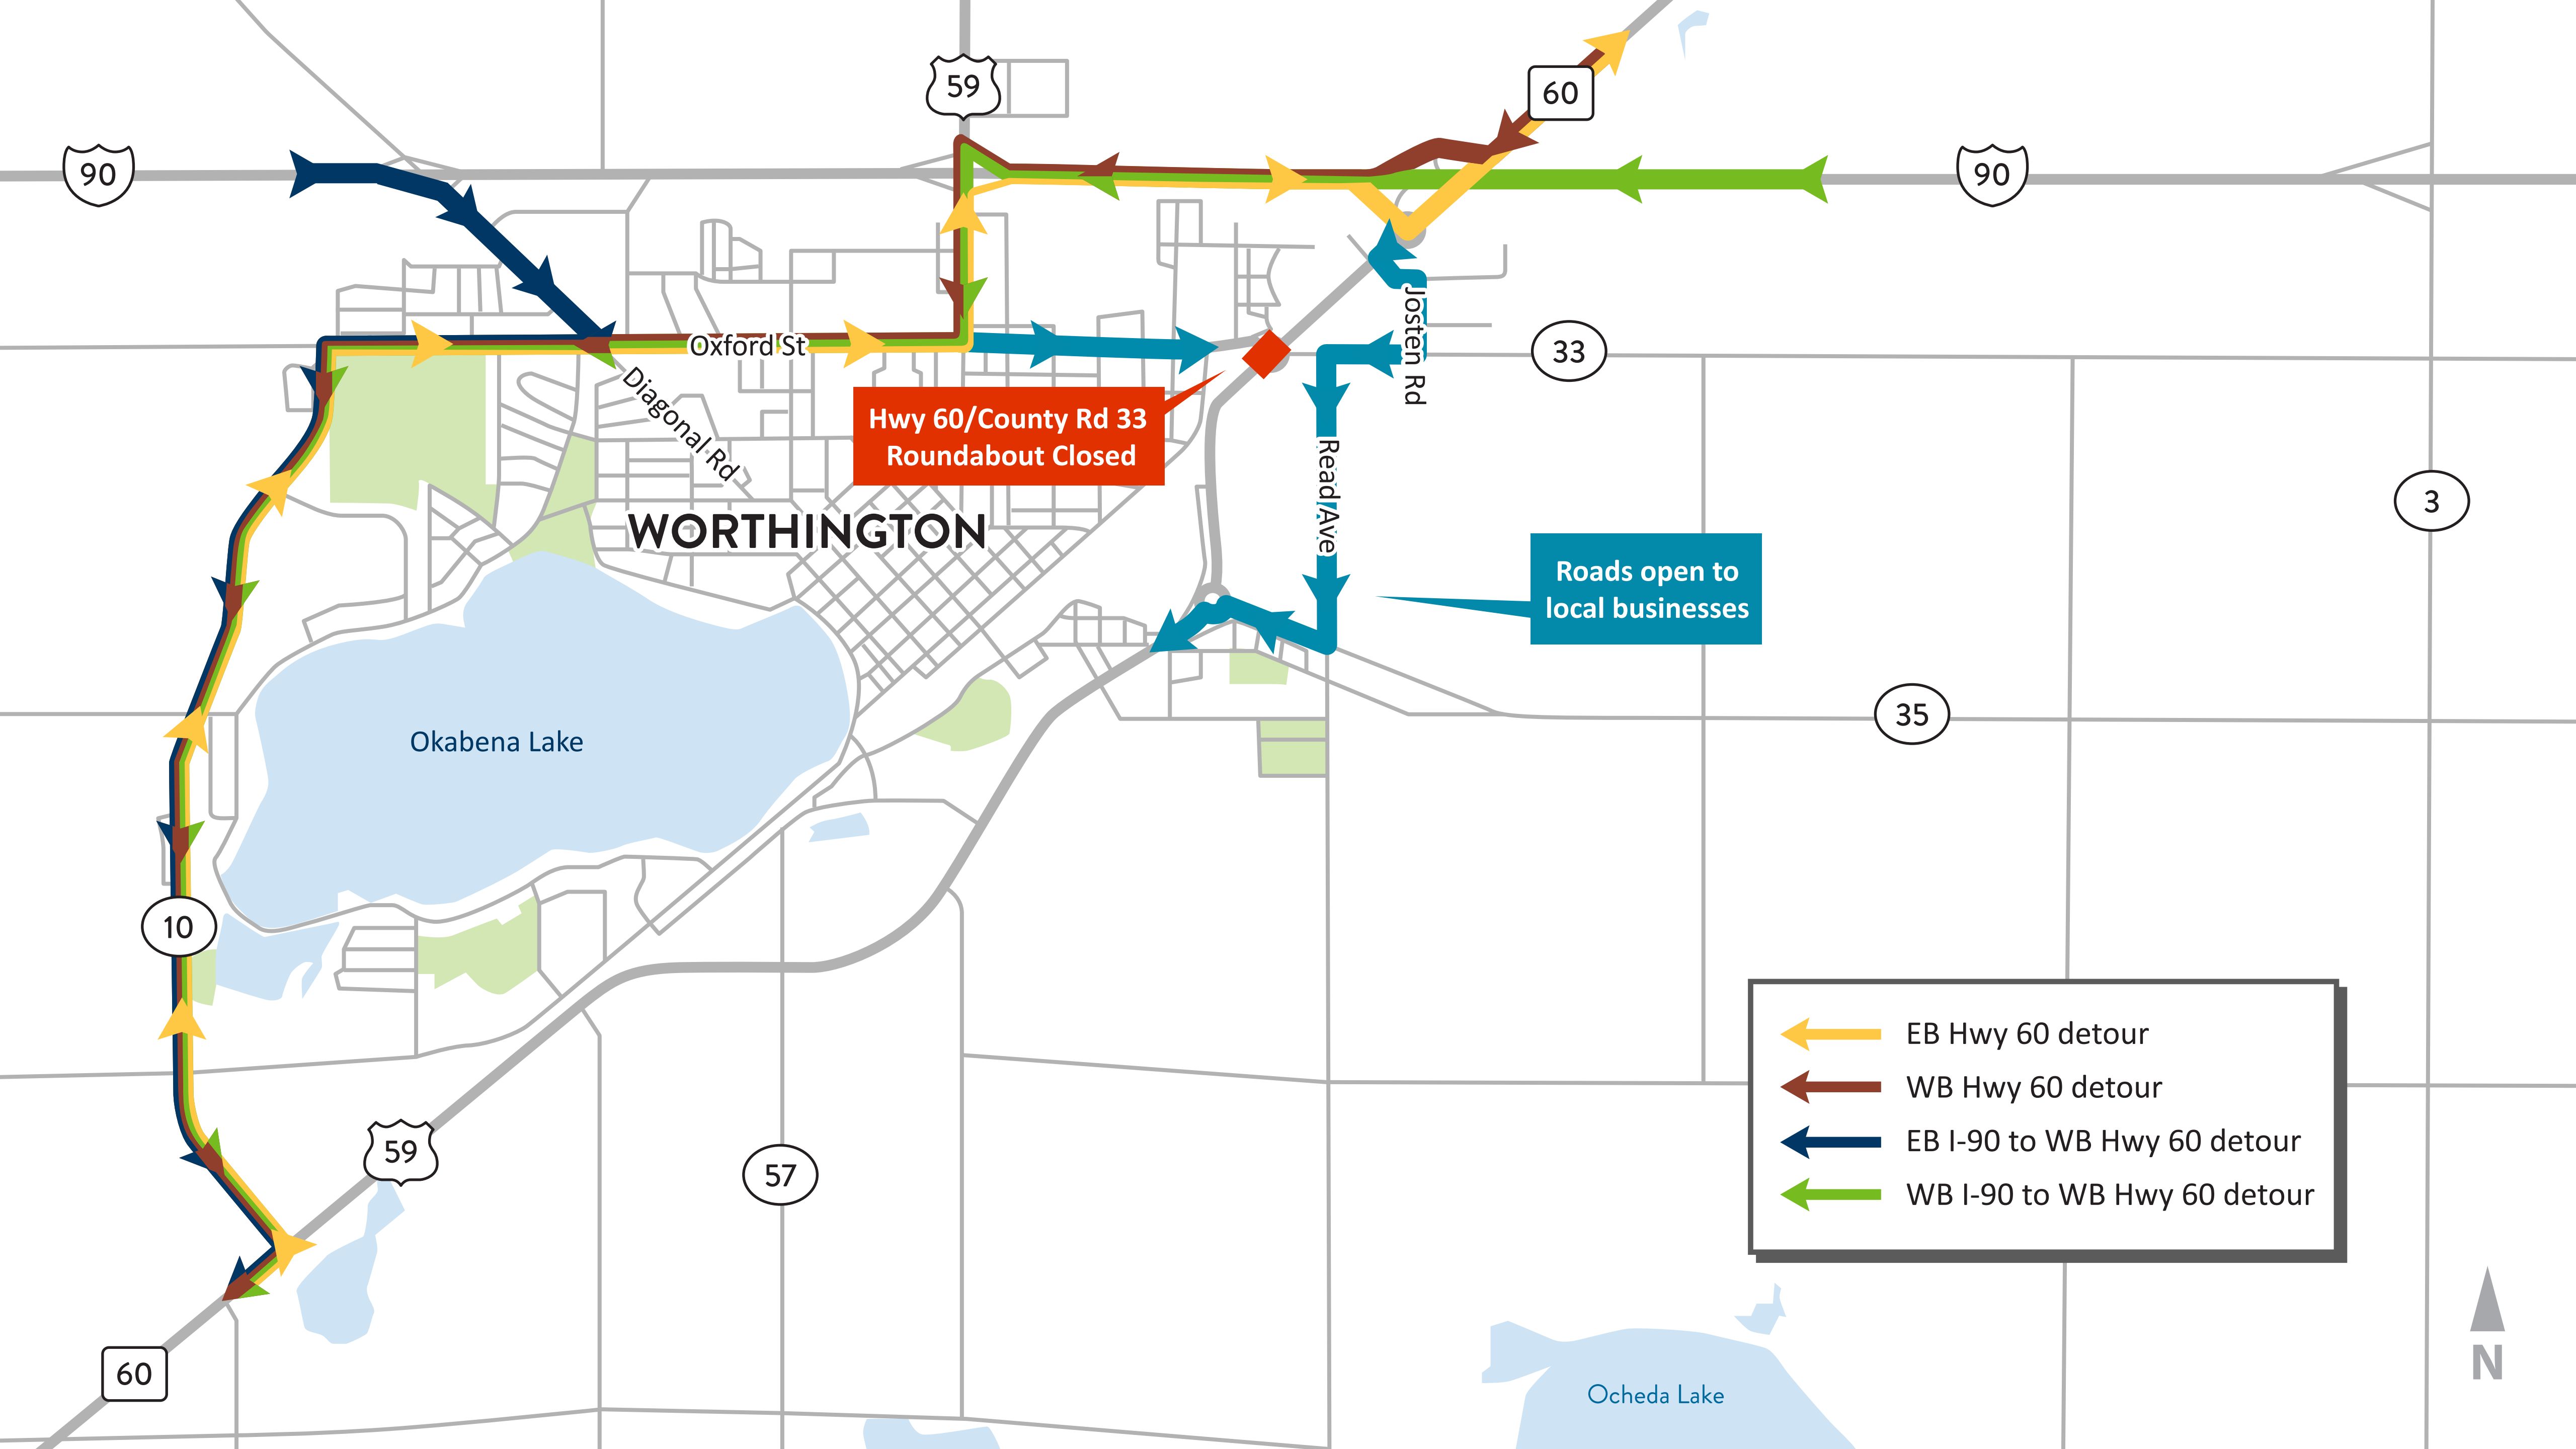 59
60
90
90
Oxford St
Josten Rd
33
Diagonal Rd
Hwy 60/County Rd 33
Roundabout Closed
Read Ave
3
WORTHINGTON
Roads open to
local businesses
35
Okabena Lake
10
EB Hwy 60 detour
WB Hwy 60 detour
EB I-90 to WB Hwy 60 detour
WB I-90 to WB Hwy 60 detour
59
57
60
N
Ocheda Lake